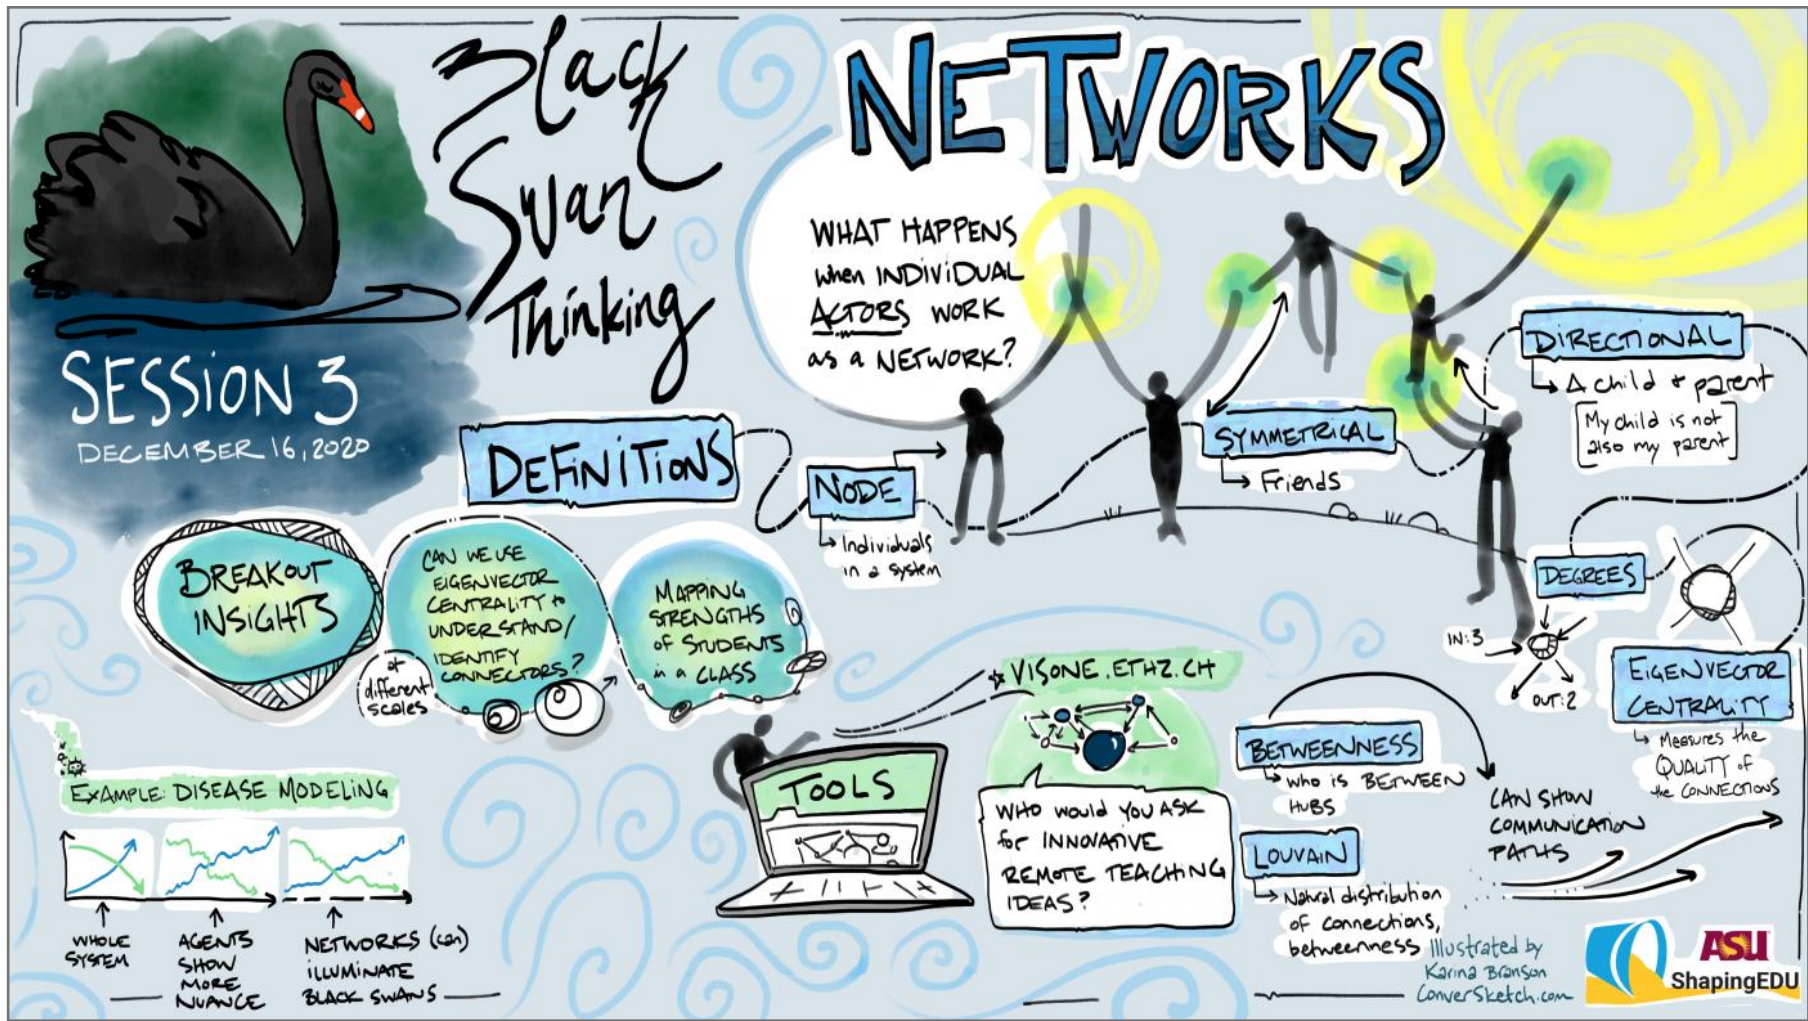 Black
Swan
Thinking
SESSION 3
DECEMBER 16, 2020
NETWORKS
WHAT HAPPENS
when INDIVIDUAL
ACTORS WORK
as a NETWORK?
DEFINITIONS
NODE
Individuals
in a system
SYMMETRICAL
Friends
DIRECTIONAL
A child + parent
My child is not
also my parent
DEGREES
IN: 3
OUT: 2
EIGENVECTOR
CENTRALITY
Measures the
QUALITY of
the CONNECTIONS
BETWEENNESS
who is BETWEEN
HUBS
CAN SHOW
COMMUNICATION
PATHS
LOUVAIN
Natural distribution
of connections,
betweenness
BREAKOUT
INSIGHTS
CAN WE USE
EIGENVECTOR
CENTRALITY to
UNDERSTAND/
IDENTIFY
CONNECTORS?
at
different
scales
MAPPING
STRENGTHS
of STUDENTS
in a CLASS
VISONE.ETHZ.CH
TOOLS
WHO would YOU ASK
for INNOVATIVE
REMOTE TEACHING
IDEAS?
EXAMPLE: DISEASE MODELING
WHOLE
SYSTEM
AGENTS
SHOW
MORE
NUANCE
NETWORKS (can)
ILLUMINATE
BLACK SWANS
Illustrated by
Karina Branson
ConverSketch.com
ASU
ShapingEDU